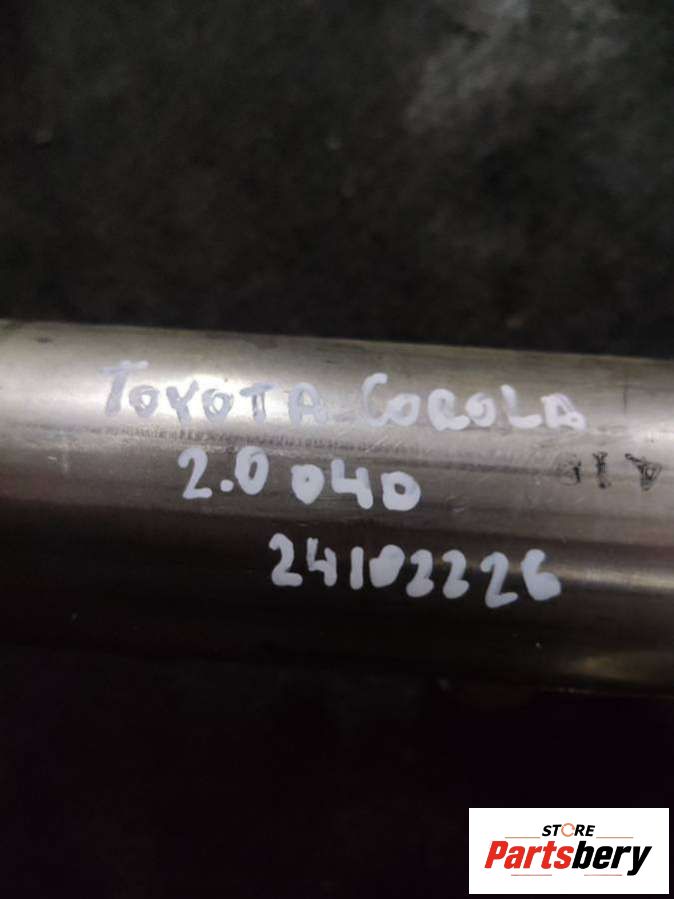 TOYOTA COROLA
2.0 D4D
24102226
STORE
Partsbery